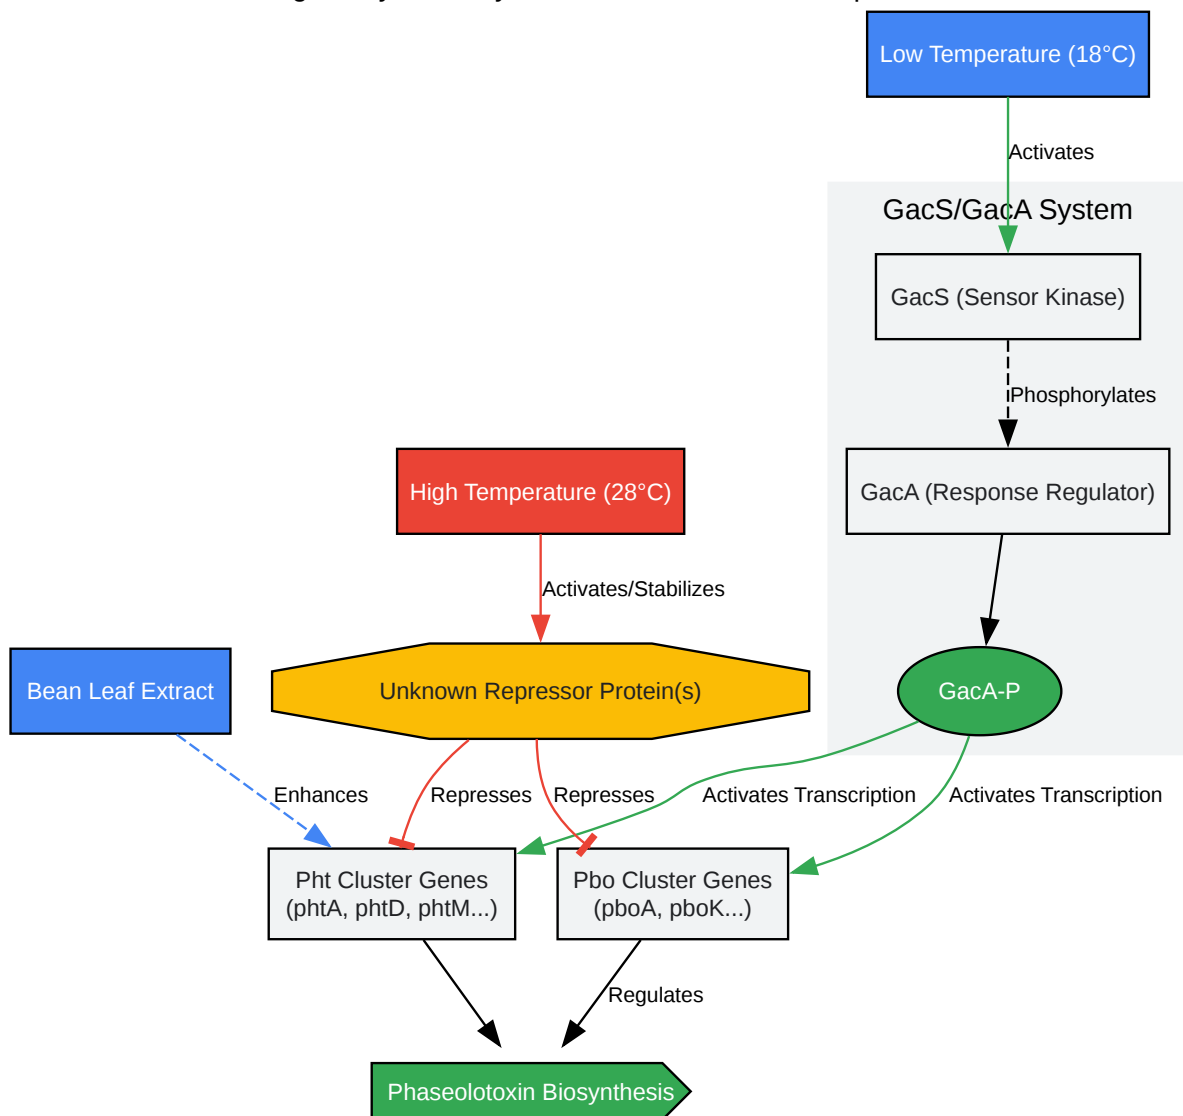 Low Temperature (18°C)
Activates
GacS/GacA System
GacS (Sensor Kinase)
Phosphorylates
High Temperature (28°C)
GacA (Response Regulator)
Activates/Stabilizes
Bean Leaf Extract
Unknown Repressor Protein(s)
GacA-P
Enhances
Represses
Represses
Activates Transcription
Activates Transcription
Pht Cluster Genes
(phtA, phtD, phtM...)
Pbo Cluster Genes
(pboA, pboK...)
Regulates
Phaseolotoxin Biosynthesis